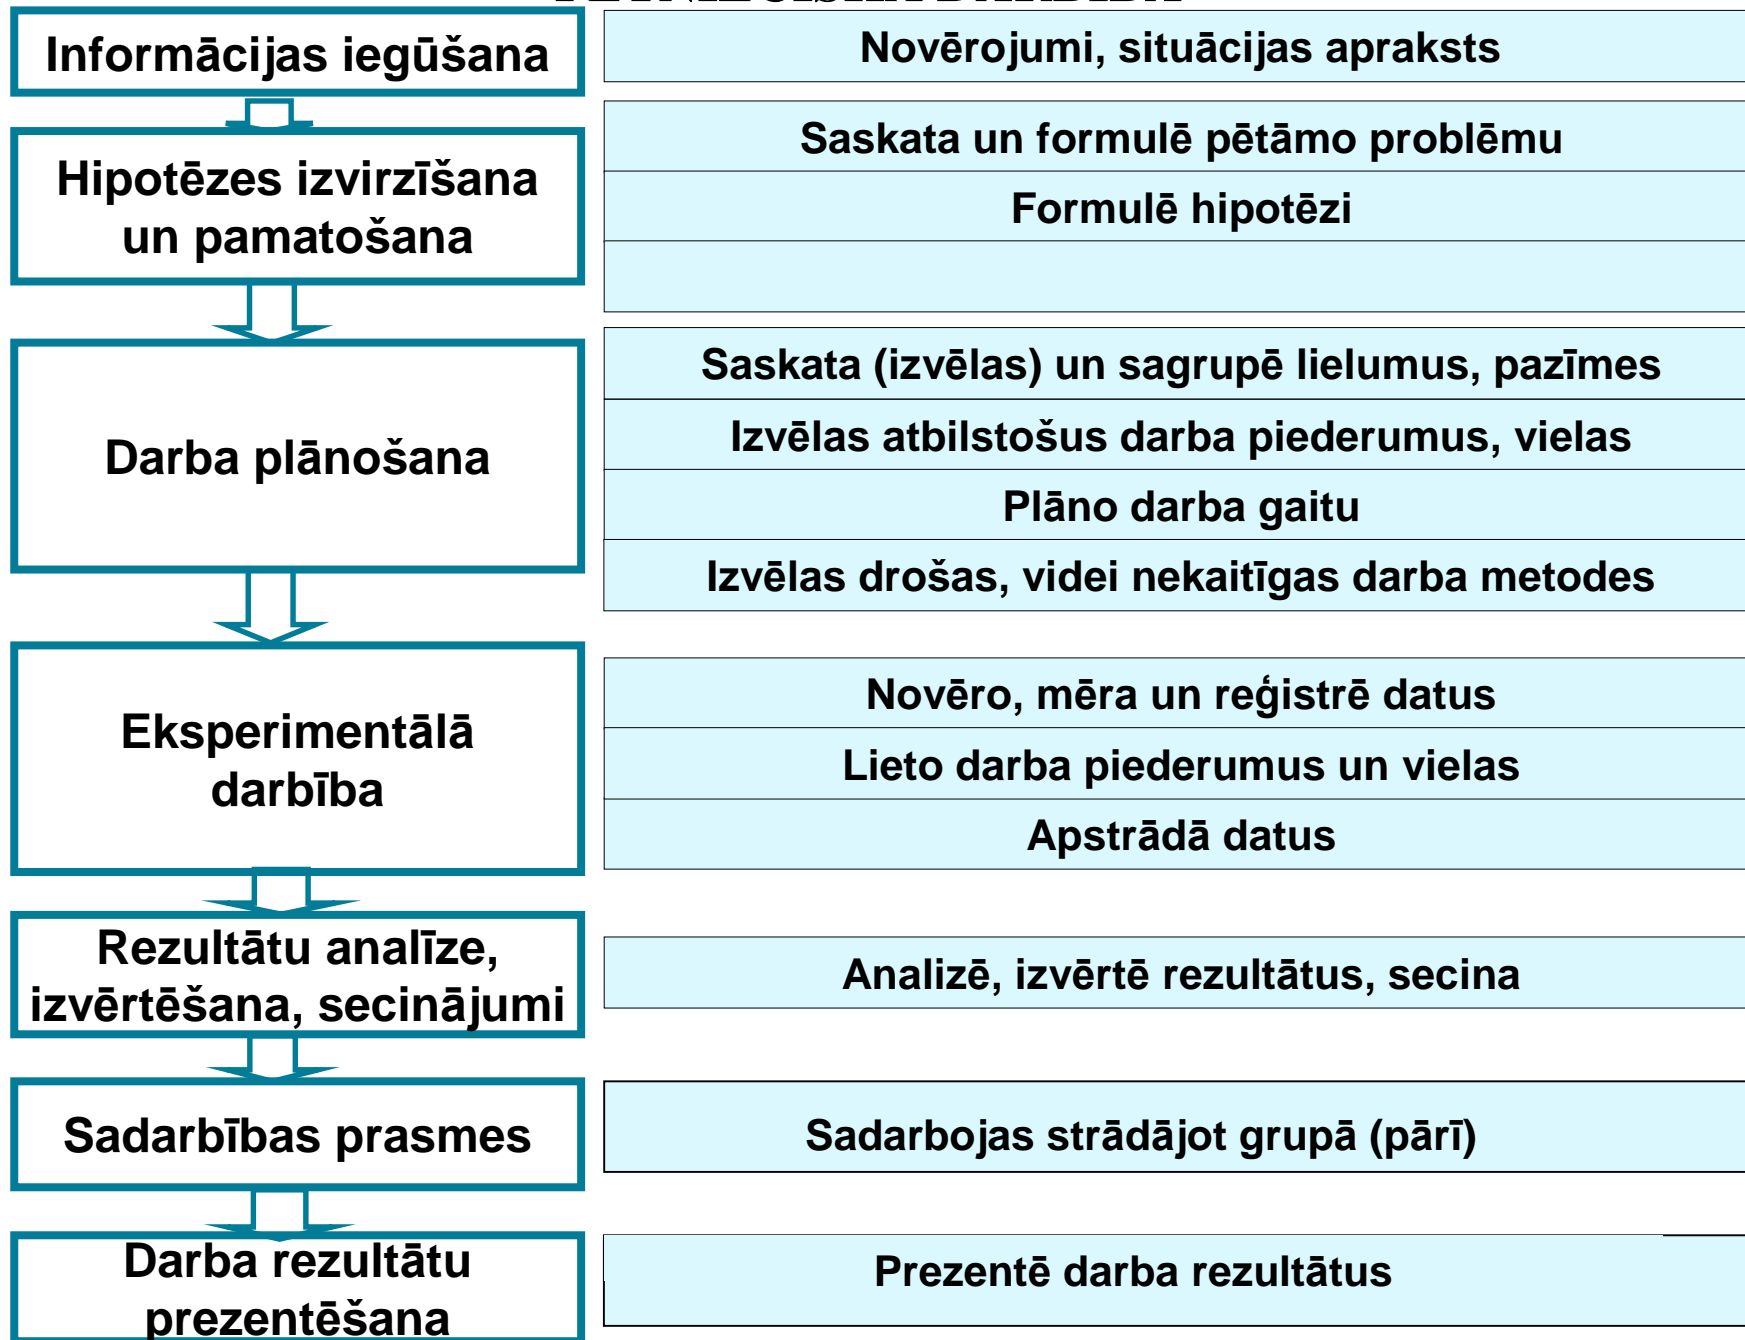 Informācijas iegūšana
Novērojumi, situācijas apraksts
Hipotēzes izvirzīšana
un pamatošana
Saskata un formulē pētāmo problēmu
Formulē hipotēzi
Darba plānošana
Saskata (izvēlas) un sagrupē lielumus, pazīmes
Izvēlas atbilstošus darba piederumus, vielas
Plāno darba gaitu
Izvēlas drošas, videi nekaitīgas darba metodes
Eksperimentālā
darbība
Novēro, mēra un reģistrē datus
Lieto darba piederumus un vielas
Apstrādā datus
Rezultātu analīze,
izvērtēšana, secinājumi
Analizē, izvērtē rezultātus, secina
Sadarbības prasmes
Sadarbojas strādājot grupā (pārī)
Darba rezultātu
prezentēšana
Prezentē darba rezultātus